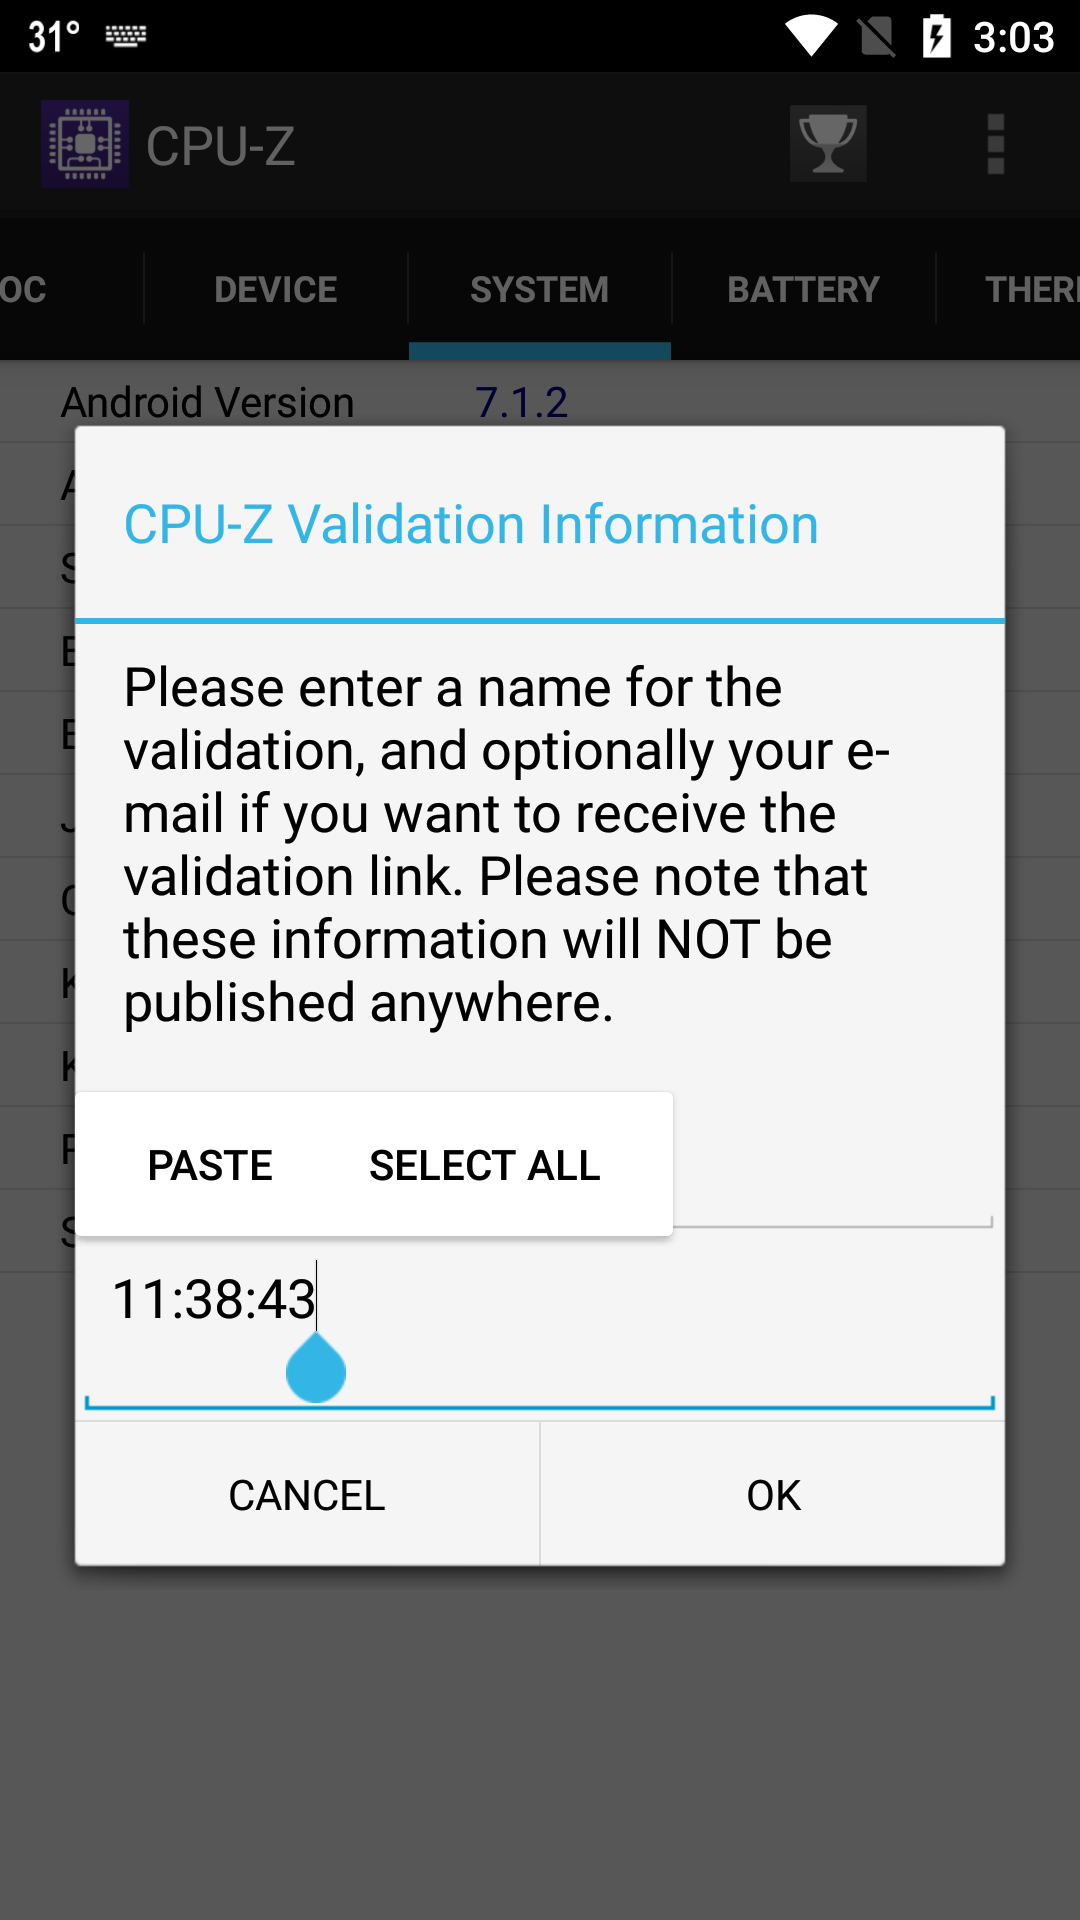 31° 3:03
CPU-Z
OC DEVICE SYSTEM BATTERY THER
Android Version 7.1.2
CPU-Z Validation Information
Please enter a name for the
validation, and optionally your e-
mail if you want to receive the
validation link. Please note that
these information will NOT be
published anywhere.
PASTE SELECT ALL
11:38:43
CANCEL OK